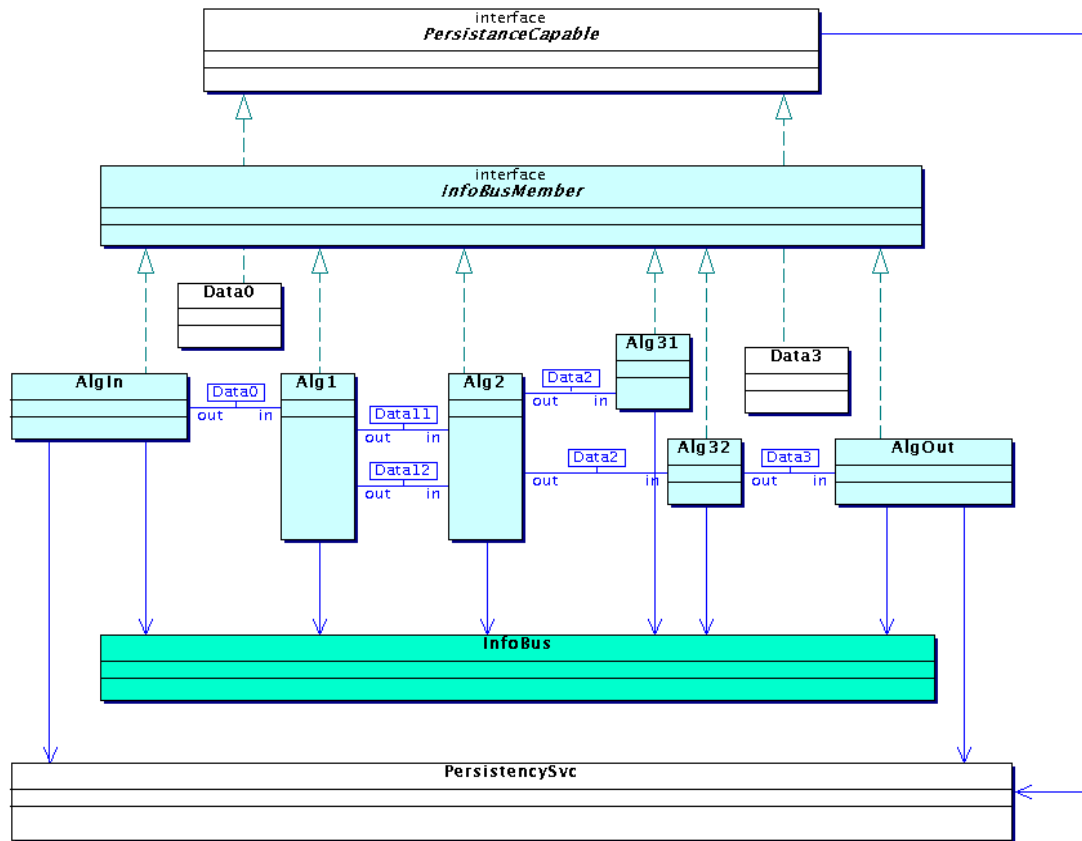 interface
PersistanceCapable
interface
InfoBusMember
Data0
Alg31
Data3
AlgIn
Data0
out in
Alg1
Data11
out in
Data12
out in
Alg2
Data2
out in
Data2
out in
Alg32
Data3
out in
AlgOut
InfoBus
PersistencySvc